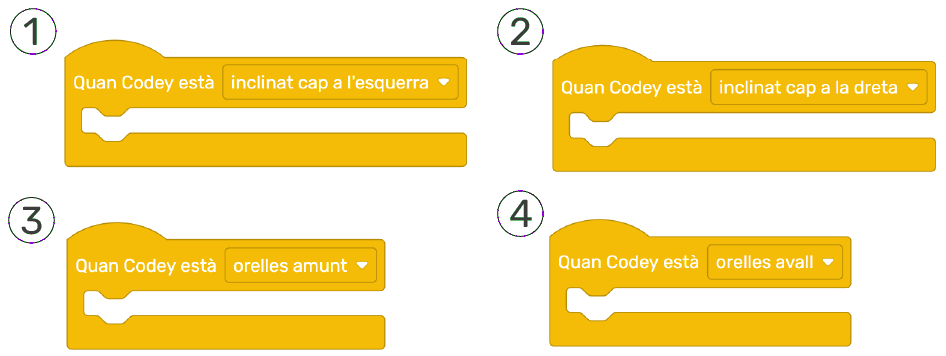 1
Quan Codey està inclinat cap a l'esquerra
2
Quan Codey està inclinat cap a la dreta
3
Quan Codey està orelles amunt
4
Quan Codey està orelles avall